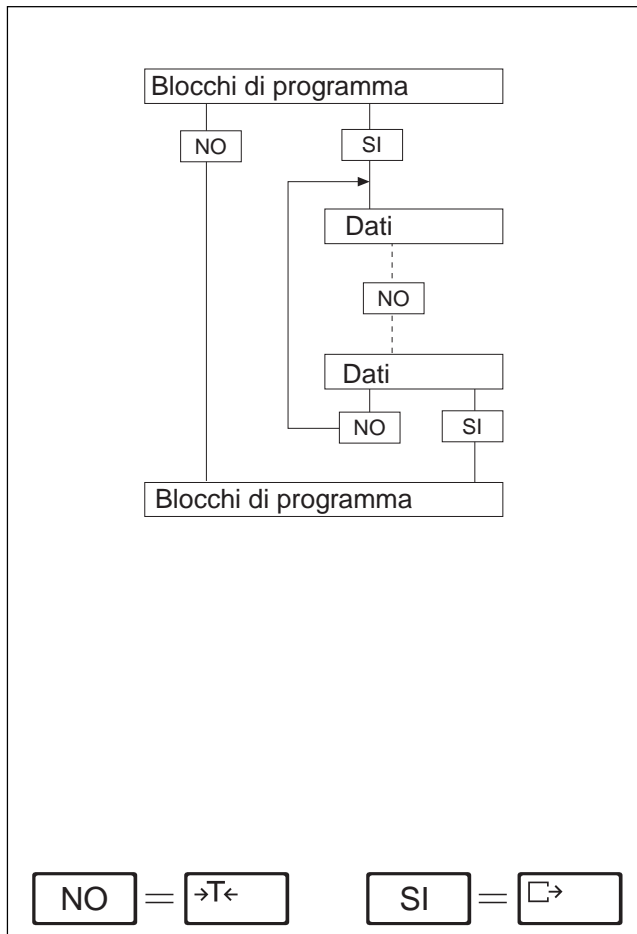 Blocchi di programma
NO SI
Dati
NO
Dati
NO SI
Blocchi di programma
NO = →T← SI =